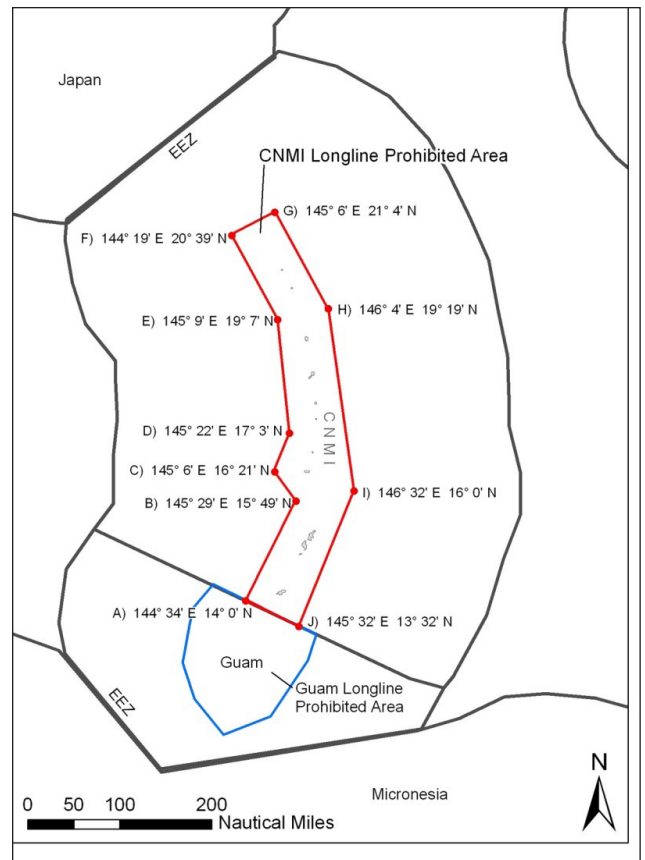 Japan
EEZ
CNMI Longline Prohibited Area
G) 145° 6' E 21° 4' N
F) 144° 19' E 20° 39' N
H) 146° 4' E 19° 19' N
E) 145° 9' E 19° 7' N
CNMI
D) 145° 22' E 17° 3' N
C) 145° 6' E 16° 21' N
I) 146° 32' E 16° 0' N
B) 145° 29' E 15° 49' N
A) 144° 34' E 14° 0' N
J) 145° 32' E 13° 32' N
Guam
Guam Longline
Prohibited Area
EEZ
N
Micronesia
0 50 100 200
Nautical Miles